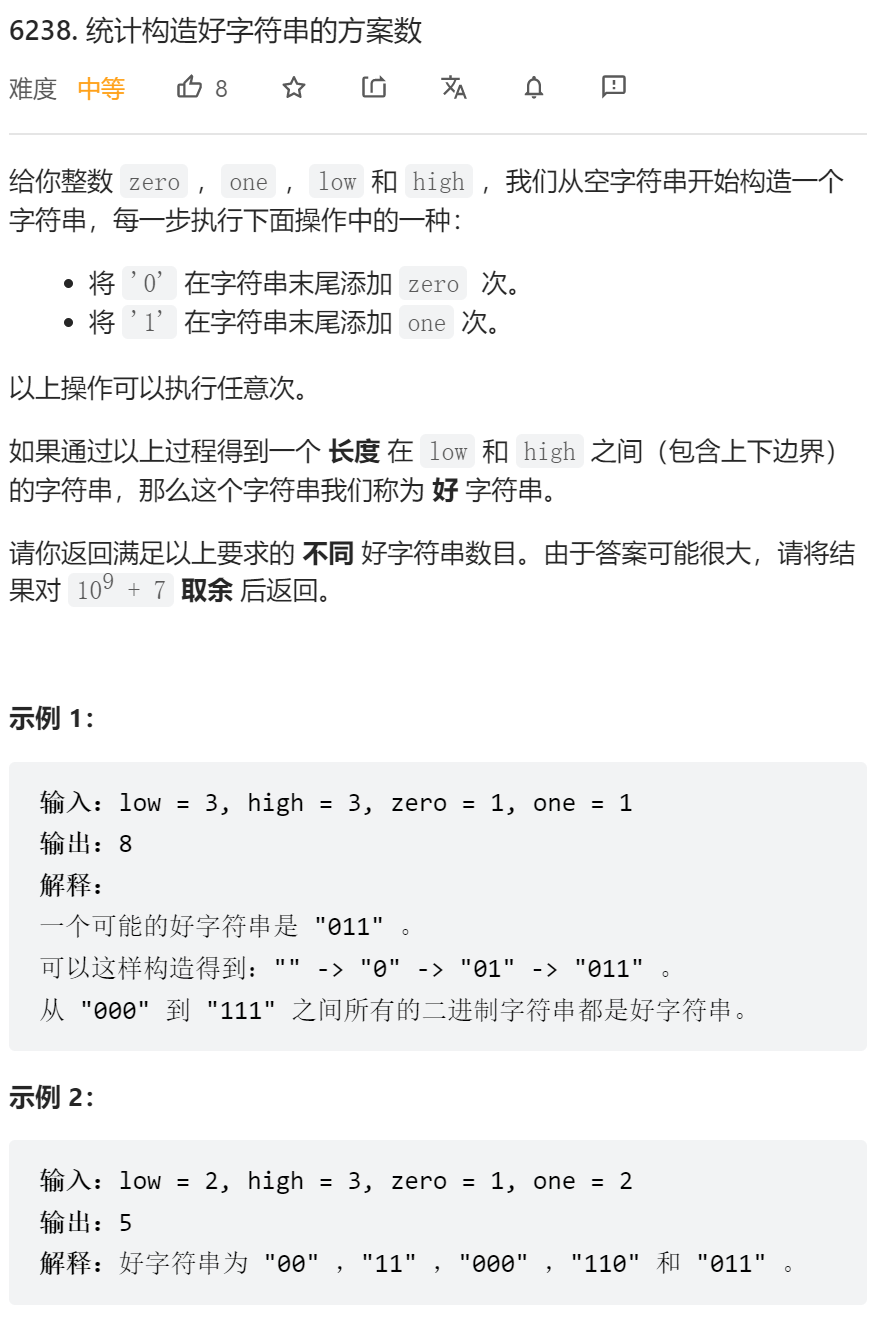 6238. 统计构造好字符串的方案数
难度 中等 8
给你整数 zero ，one ，low 和 high ，我们从空字符串开始构造一个
字符串，每一步执行下面操作中的一种：
• 将 '0' 在字符串末尾添加 zero 次。
• 将 '1' 在字符串末尾添加 one 次。
以上操作可以执行任意次。
如果通过以上过程得到一个 长度 在 low 和 high 之间（包含上下边界）
的字符串，那么这个字符串我们称为 好 字符串。
请你返回满足以上要求的 不同 好字符串数目。由于答案可能很大，请将结
果对 10⁹ + 7 取余 后返回。
示例 1：
输入：low = 3, high = 3, zero = 1, one = 1
输出：8
解释：
一个可能的好字符串是 "011" 。
可以这样构造得到："" -> "0" -> "01" -> "011" 。
从 "000" 到 "111" 之间所有的二进制字符串都是好字符串。
示例 2：
输入：low = 2, high = 3, zero = 1, one = 2
输出：5
解释：好字符串为 "00" ，"11" ，"000" ，"110" 和 "011" 。